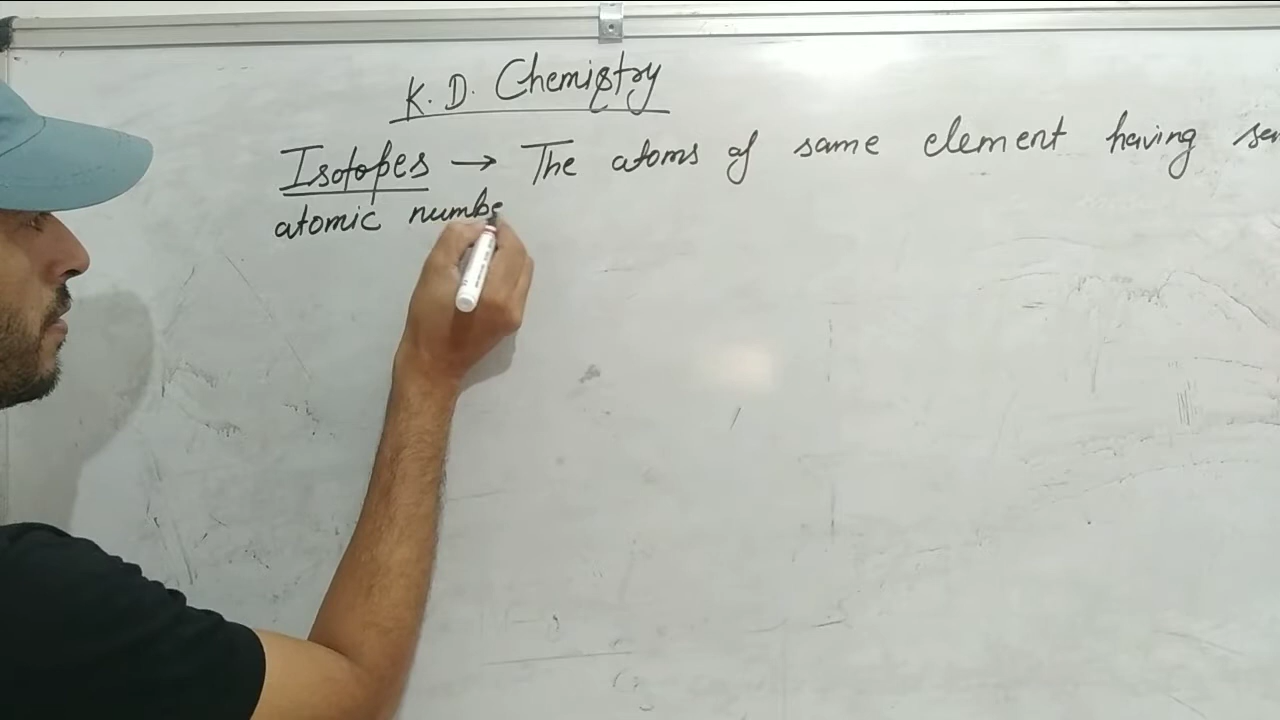 K. D. Chemistry
Isotopes → The atoms of same element having
atomic numbe